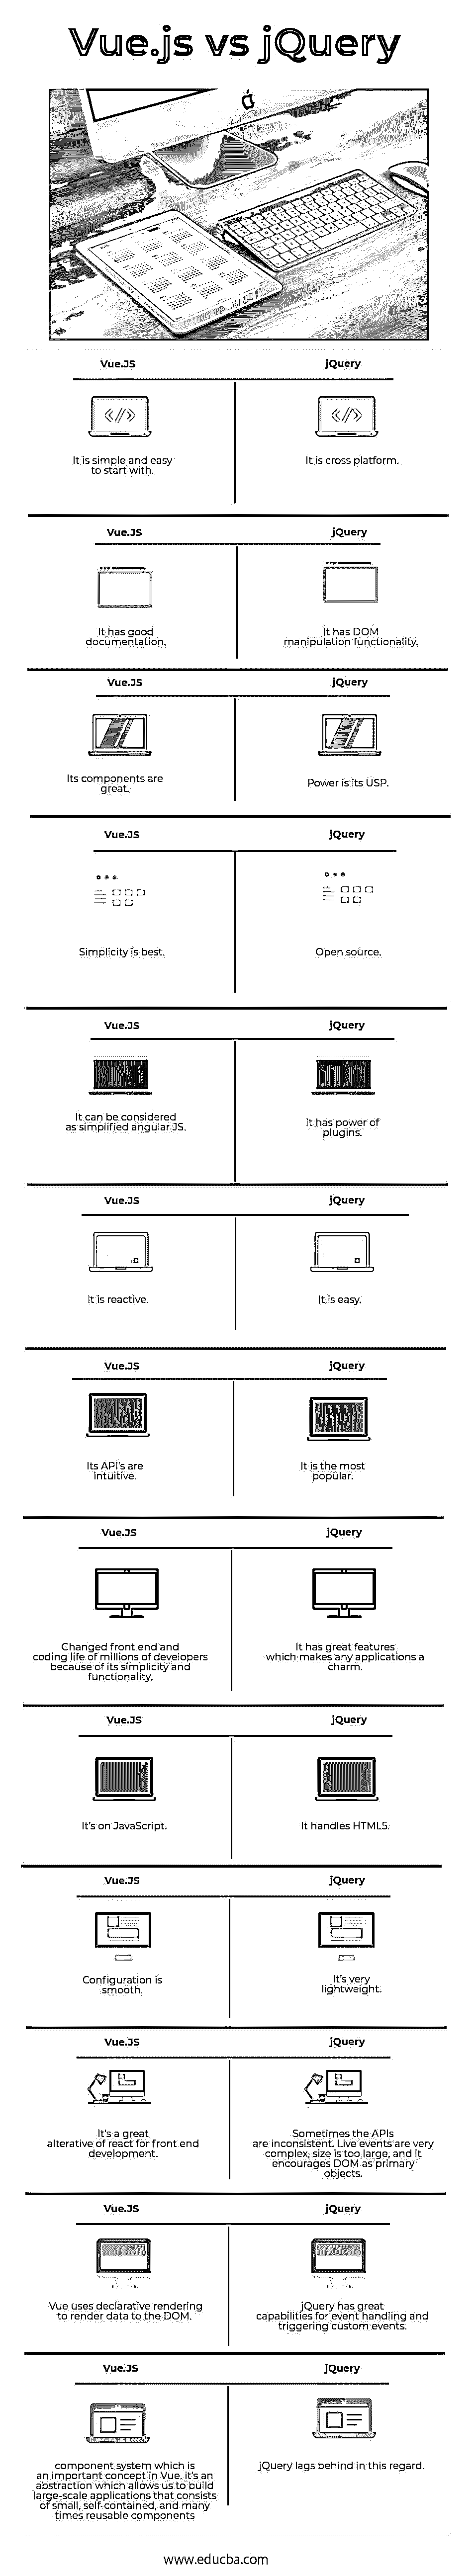 Vue.js vs jQuery
Vue.JS
jQuery
It is simple and easy
to start with.
It is cross platform.
Vue.JS
jQuery
It has good
documentation.
It has DOM
manipulation functionality.
Vue.JS
jQuery
Its components are
great.
Power is its USP.
Vue.JS
jQuery
Simplicity is best.
Open source.
Vue.JS
jQuery
It can be considered
as simplified angular JS.
It has power of
plugins.
Vue.JS
jQuery
It is reactive.
It is easy.
Vue.JS
jQuery
Its API's are
intuitive.
It is the most
popular.
Vue.JS
jQuery
Changed front end and
coding life of millions of developers
because of its simplicity and
functionality.
It has great features
which makes any applications a
charm.
Vue.JS
jQuery
It's on JavaScript.
It handles HTML5.
Vue.JS
jQuery
Configuration is
smooth.
It's very
lightweight.
Vue.JS
jQuery
It's a great
alterative of react for front end
development.
Sometimes the APIs
are inconsistent. Live events are very
complex, size is too large, and it
encourages DOM as primary
objects.
Vue.JS
jQuery
Vue uses declarative rendering
to render data to the DOM.
jQuery has great
capabilities for event handling and
triggering custom events.
Vue.JS
jQuery
component system which is
an important concept in Vue. it's an
abstraction which allows us to build
large-scale applications that consists
of small, self-contained, and many
times reusable components
jQuery lags behind in this regard.
www.educba.com